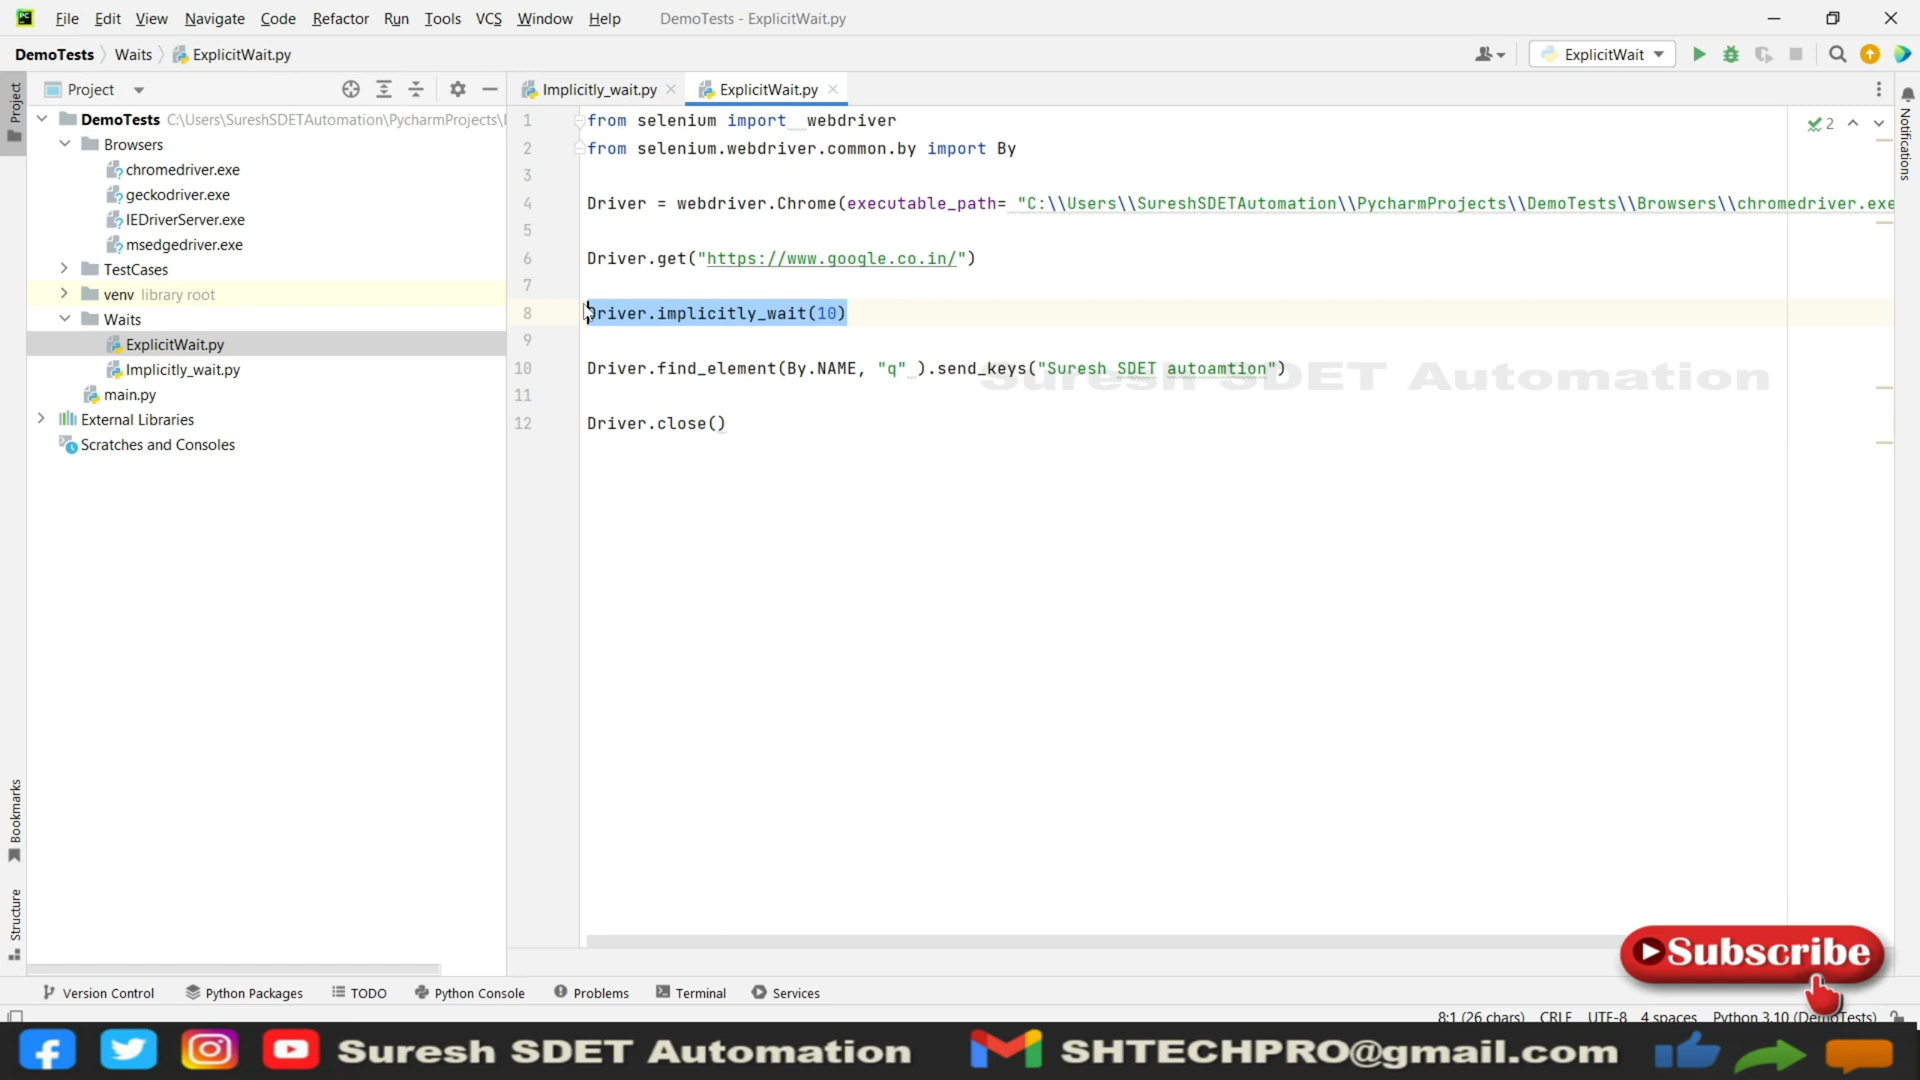 File Edit View Navigate Code Refactor Run Tools VCS Window Help DemoTests - ExplicitWait.py
DemoTests Waits ExplicitWait.py ExplicitWait
Project
Implicitly_wait.py ExplicitWait.py
Project
Notifications
DemoTests C:\Users\SureshSDETAutomation\PycharmProjects\
Browsers
chromedriver.exe
geckodriver.exe
IEDriverServer.exe
msedgedriver.exe
TestCases
venv library root
Waits
ExplicitWait.py
Implicitly_wait.py
main.py
External Libraries
Scratches and Consoles
1 from selenium import webdriver
2 from selenium.webdriver.common.by import By
3
4 Driver = webdriver.Chrome(executable_path= "C:\\Users\\SureshSDETAutomation\\PycharmProjects\\DemoTests\\Browsers\\chromedriver.exe
5
6 Driver.get("https://www.google.co.in/")
7
8 Driver.implicitly_wait(10)
9
10 Driver.find_element(By.NAME, "q" ).send_keys("Suresh SDET autoamtion")
11
12 Driver.close()
2
Suresh SDET Automation
Bookmarks
Structure
Subscribe
Version Control Python Packages TODO Python Console Problems Terminal Services
8:1 (26 chars) CRLF UTF-8 4 spaces Python 3.10 (DemoTests)
Suresh SDET Automation SHTECHPRO@gmail.com